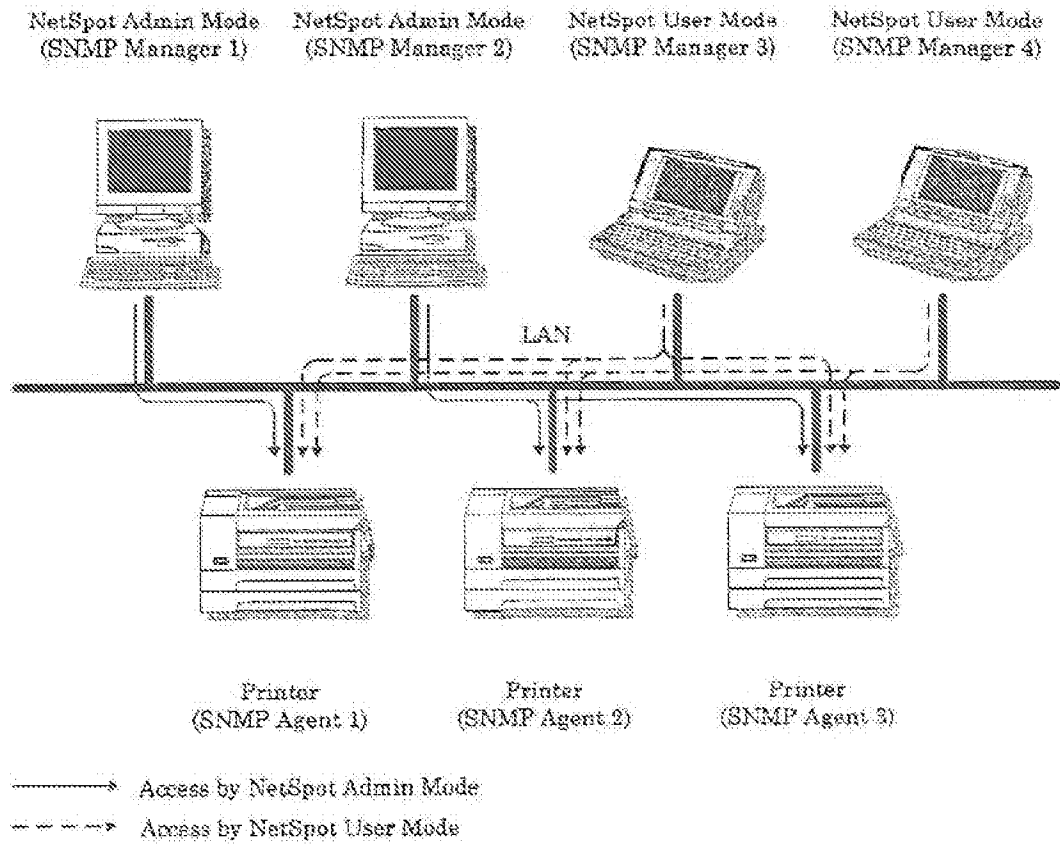 NetSpot Admin Mode
(SNMP Manager 1)
NetSpot Admin Mode
(SNMP Manager 2)
NetSpot User Mode
(SNMP Manager 3)
NetSpot User Mode
(SNMP Manager 4)
LAN
Printer
(SNMP Agent 1)
Printer
(SNMP Agent 2)
Printer
(SNMP Agent 3)
Access by NetSpot Admin Mode
Access by NetSpot User Mode